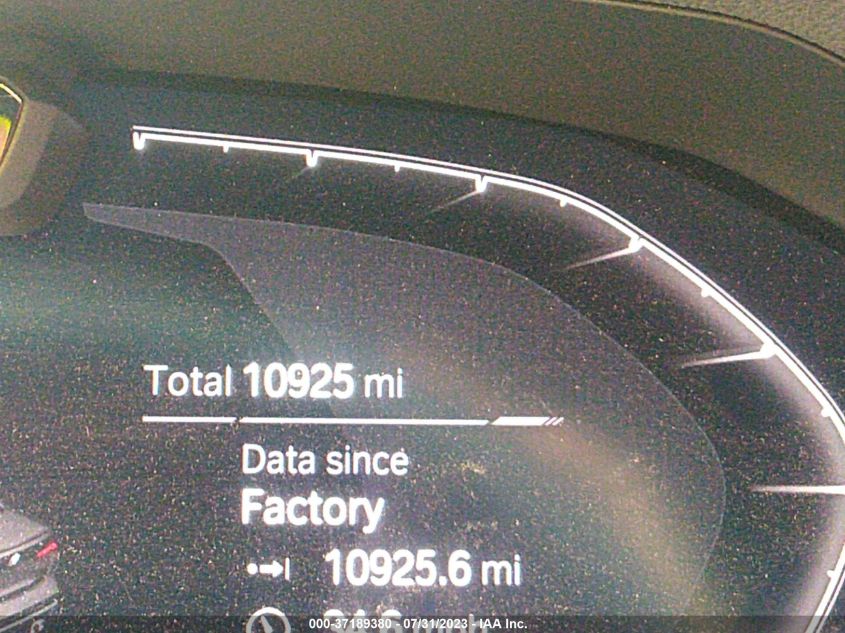 Total 10925 mi
Data since
Factory
10925.6 mi
000-37189380 - 07/31/2023 - IAA Inc.